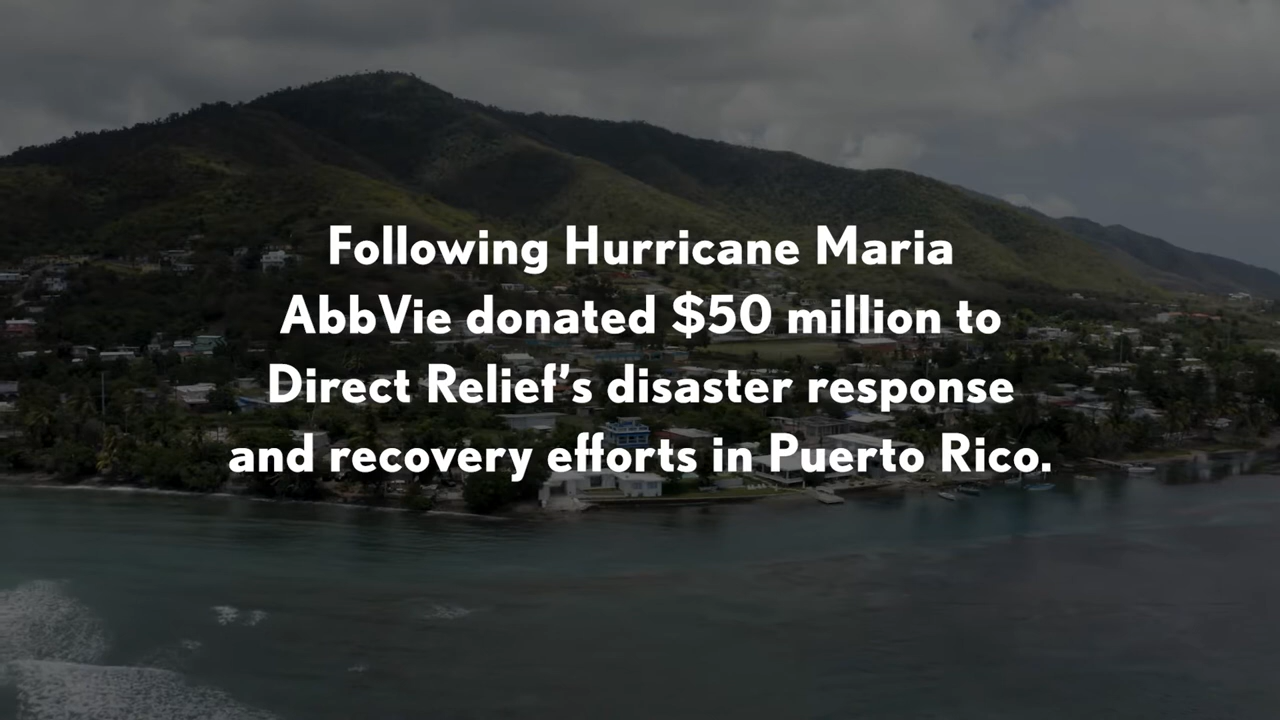 Following Hurricane Maria
AbbVie donated $50 million to
Direct Relief’s disaster response
and recovery efforts in Puerto Rico.